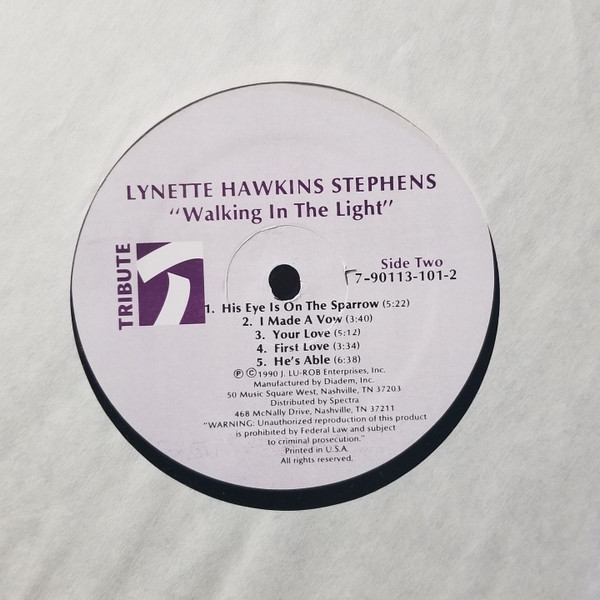 LYNETTE HAWKINS STEPHENS
"Walking In The Light"
TRIBUTE
Side Two
7-90113-101-2
1. His Eye Is On The Sparrow (5:22)
2. I Made A Vow (3:40)
3. Your Love (5:12)
4. First Love (3:34)
5. He's Able (6:38)
Ⓟ ©1990 J. LU-ROB Enterprises, Inc.
Manufactured by Diadem, Inc.
50 Music Square West, Nashville, TN 37203
Distributed by Spectra
468 McNally Drive, Nashville, TN 37211
"WARNING: Unauthorized reproduction of this product
is prohibited by Federal Law and subject
to criminal prosecution."
Printed in U.S.A.
All rights reserved.